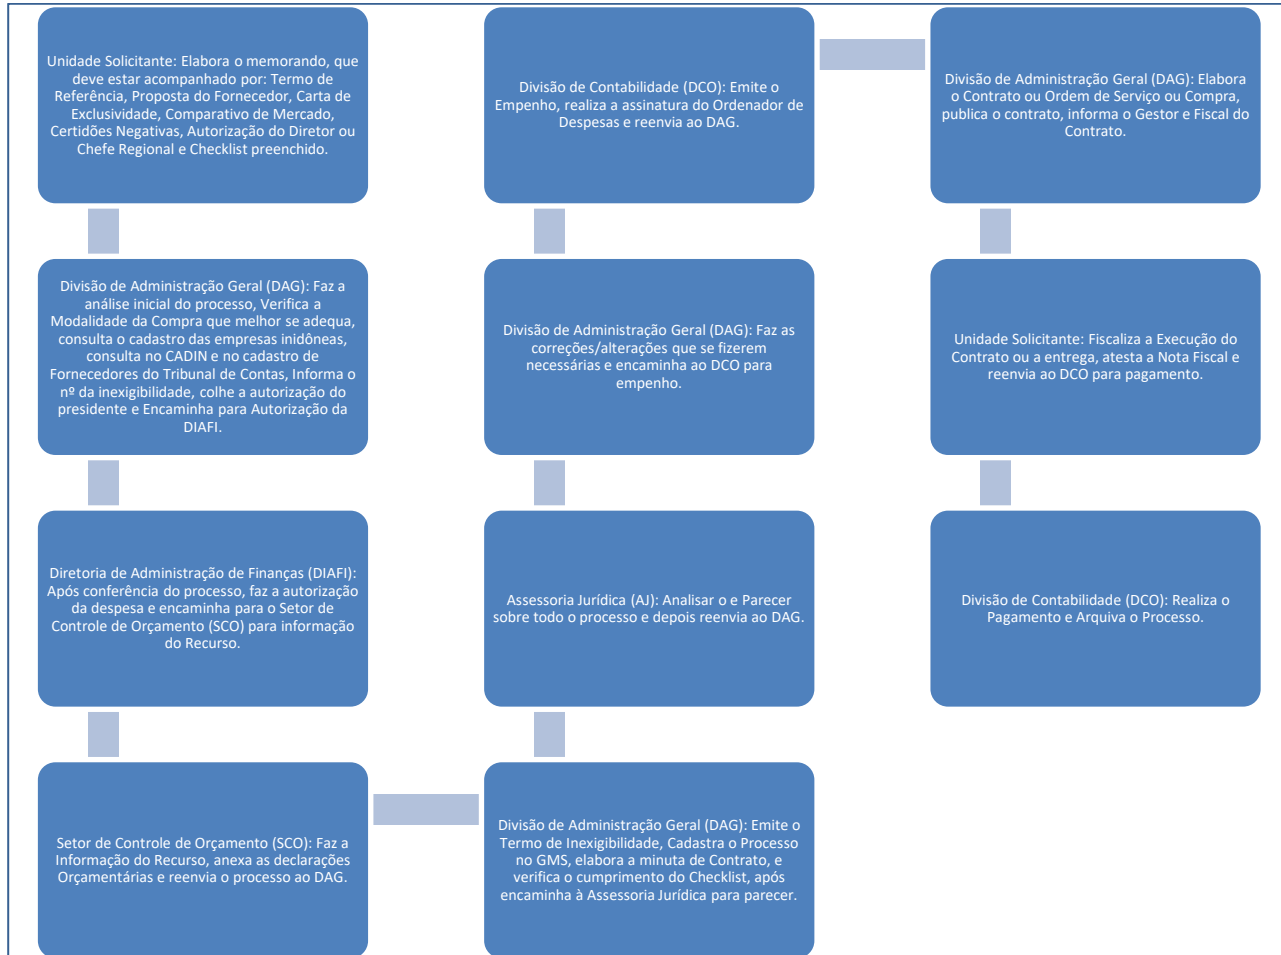 Unidade Solicitante: Elabora o memorando, que
deve estar acompanhado por: Termo de
Referência, Proposta do Fornecedor, Carta de
Exclusividade, Comparativo de Mercado,
Certidões Negativas, Autorização do Diretor ou
Chefe Regional e Checklist preenchido.
Divisão de Administração Geral (DAG): Faz a
análise inicial do processo, Verifica a
Modalidade da Compra que melhor se adequa,
consulta o cadastro das empresas inidôneas,
consulta no CADIN e no cadastro de
Fornecedores do Tribunal de Contas, Informa o
nº da inexigibilidade, colhe a autorização do
presidente e Encaminha para Autorização da
DIAFI.
Diretoria de Administração de Finanças (DIAFI):
Após conferência do processo, faz a autorização
da despesa e encaminha para o Setor de
Controle de Orçamento (SCO) para informação
do Recurso.
Setor de Controle de Orçamento (SCO): Faz a
Informação do Recurso, anexa as declarações
Orçamentárias e reenvia o processo ao DAG.
Divisão de Administração Geral (DAG): Emite o
Termo de Inexigibilidade, Cadastra o Processo
no GMS, elabora a minuta de Contrato, e
verifica o cumprimento do Checklist, após
encaminha à Assessoria Jurídica para parecer.
Assessoria Jurídica (AJ): Analisar o e Parecer
sobre todo o processo e depois reenvia ao DAG.
Divisão de Administração Geral (DAG): Faz as
correções/alterações que se fizerem
necessárias e encaminha ao DCO para
empenho.
Divisão de Contabilidade (DCO): Emite o
Empenho, realiza a assinatura do Ordenador de
Despesas e reenvia ao DAG.
Divisão de Administração Geral (DAG): Elabora
o Contrato ou Ordem de Serviço ou Compra,
publica o contrato, informa o Gestor e Fiscal do
Contrato.
Unidade Solicitante: Fiscaliza a Execução do
Contrato ou a entrega, atesta a Nota Fiscal e
reenvia ao DCO para pagamento.
Divisão de Contabilidade (DCO): Realiza o
Pagamento e Arquiva o Processo.